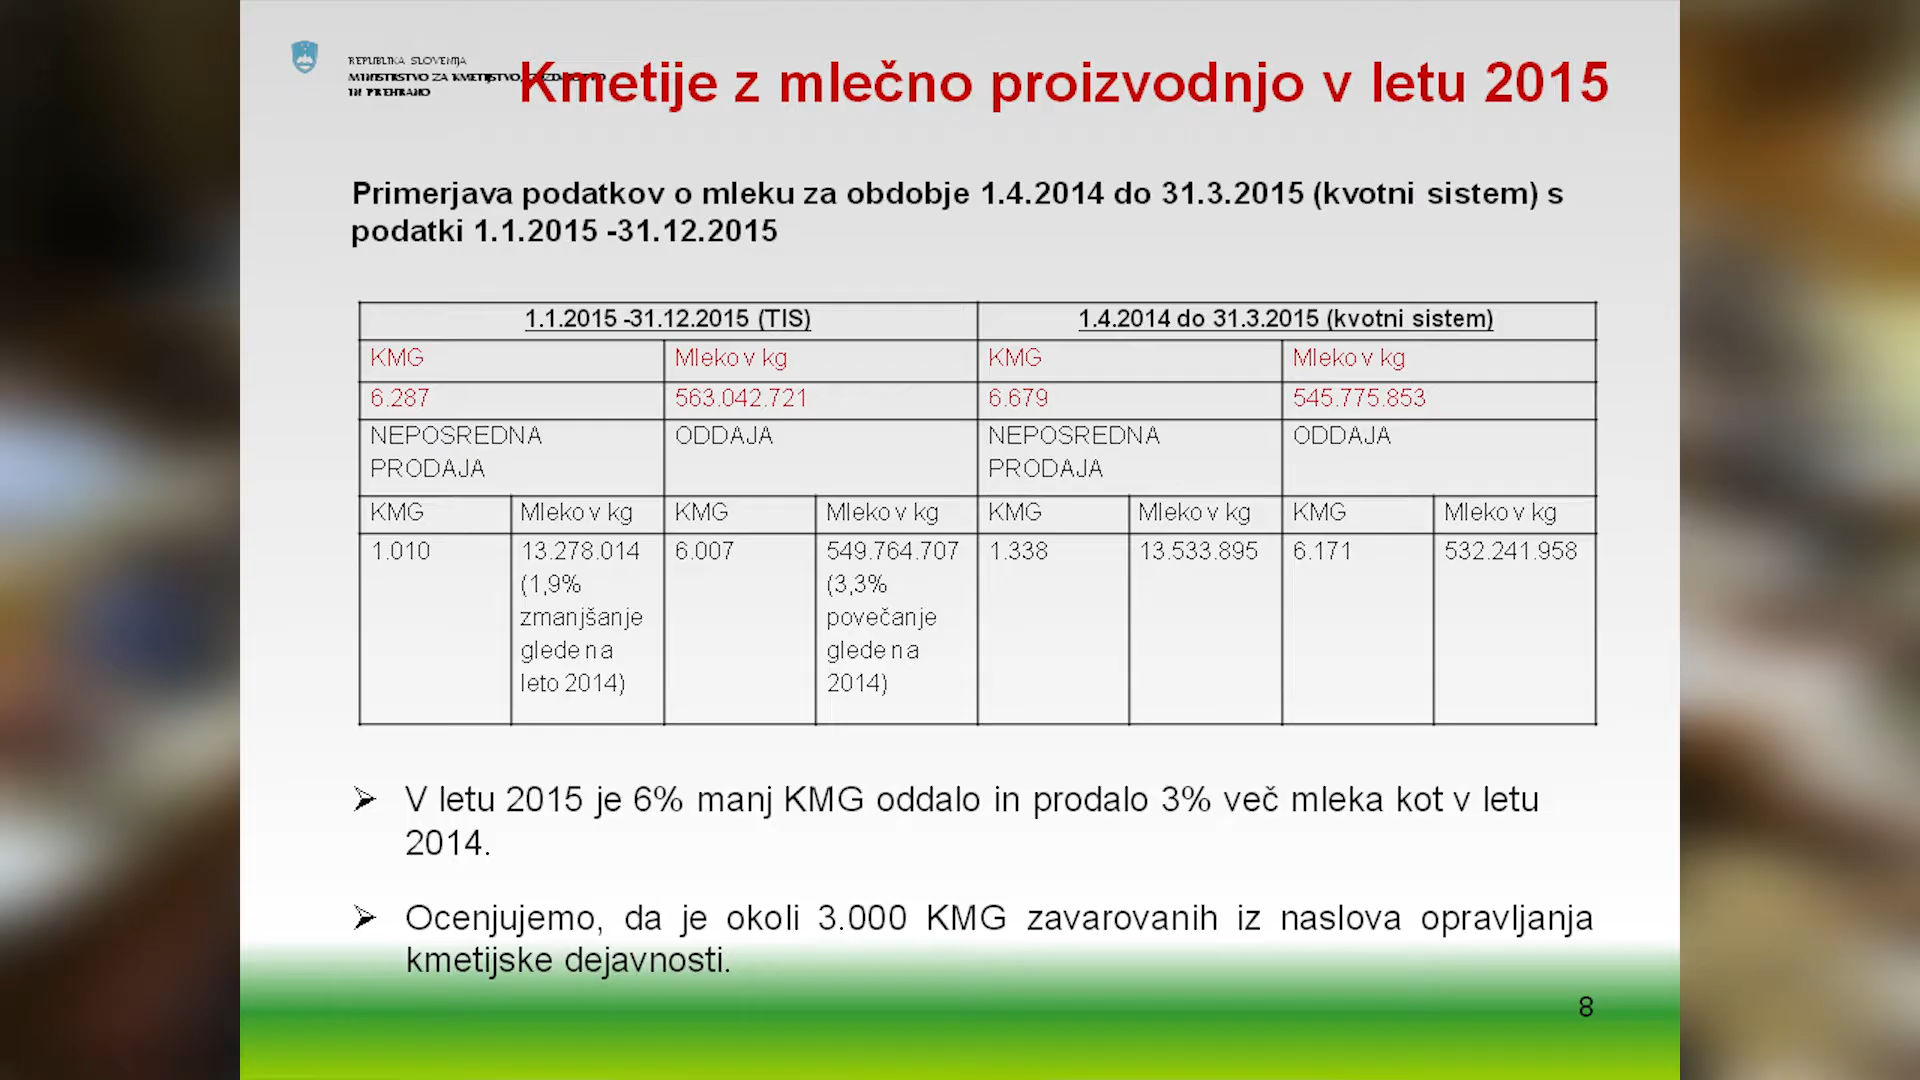 REPUBLIKA SLOVENIJA
MINISTRSTVO ZA KMETIJSTVO,
IN PREHRANO
Kmetije z mlečno proizvodnjo v letu 2015
Primerjava podatkov o mleku za obdobje 1.4.2014 do 31.3.2015 (kvotni sistem) s
podatki 1.1.2015 -31.12.2015
1.1.2015 -31.12.2015 (TIS) 1.4.2014 do 31.3.2015 (kvotni sistem)
KMG Mleko v kg KMG Mleko v kg
6.287 563.042.721 6.679 545.775.853
NEPOSREDNA ODDAJA NEPOSREDNA ODDAJA
PRODAJA PRODAJA
KMG Mleko v kg KMG Mleko v kg KMG Mleko v kg KMG Mleko v kg
1.010 13.278.014 6.007 549.764.707 1.338 13.533.895 6.171 532.241.958
(1,9% (3,3%
zmanjšanje povečanje
glede na glede na
leto 2014) 2014)
V letu 2015 je 6% manj KMG oddalo in prodalo 3% več mleka kot v letu
2014.
Ocenjujemo, da je okoli 3.000 KMG zavarovanih iz naslova opravljanja
kmetijske dejavnosti.
8